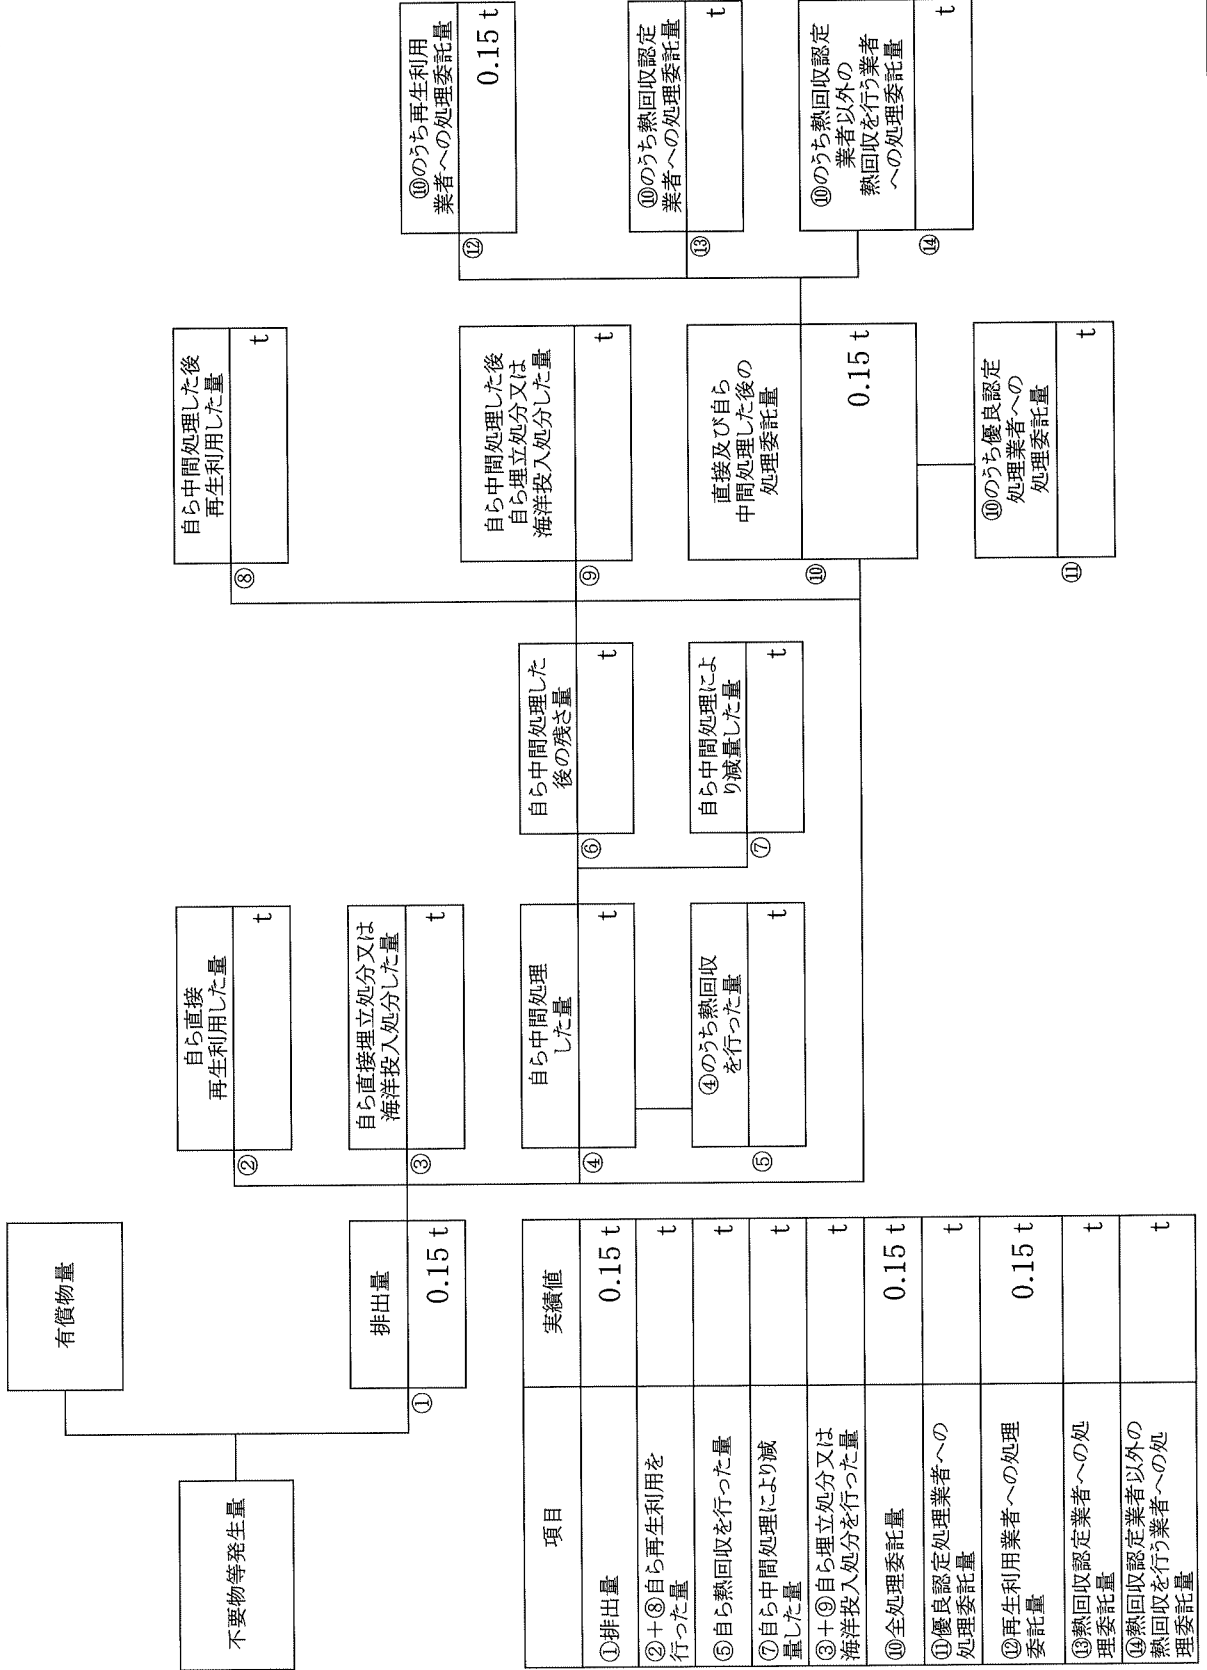 不要物等発生量
有償物量
①
排出量
0.15 t
②
自ら直接
再生利用した量
t
③
自ら直接埋立処分又は
海洋投入処分した量
t
④
自ら中間処理
した量
t
⑤
④のうち熱回収
を行った量
t
⑥
自ら中間処理した
後の残さ量
t
⑦
自ら中間処理によ
り減量した量
t
⑧
自ら中間処理した後
再生利用した量
t
⑨
自ら中間処理した後
自ら埋立処分又は
海洋投入処分した量
t
⑩
直接及び自ら
中間処理した後の
処理委託量
0.15 t
⑪
⑩のうち優良認定
処理業者への
処理委託量
t
⑫
⑩のうち再生利用
業者への処理委託量
0.15 t
⑬
⑩のうち熱回収認定
業者への処理委託量
t
⑭
⑩のうち熱回収認定
業者以外の
熱回収を行う業者
への処理委託量
t
項目 実績値
①排出量 0.15 t
②+⑧自ら再生利用を
行った量 t
⑤自ら熱回収を行った量 t
⑦自ら中間処理により減
量した量 t
③+⑨自ら埋立処分又は
海洋投入処分を行った量 t
⑩全処理委託量 0.15 t
⑪優良認定処理業者への
処理委託量 t
⑫再生利用業者への処理
委託量 0.15 t
⑬熱回収認定業者への処
理委託量 t
⑭熱回収認定業者以外の
熱回収を行う業者への処
理委託量 t